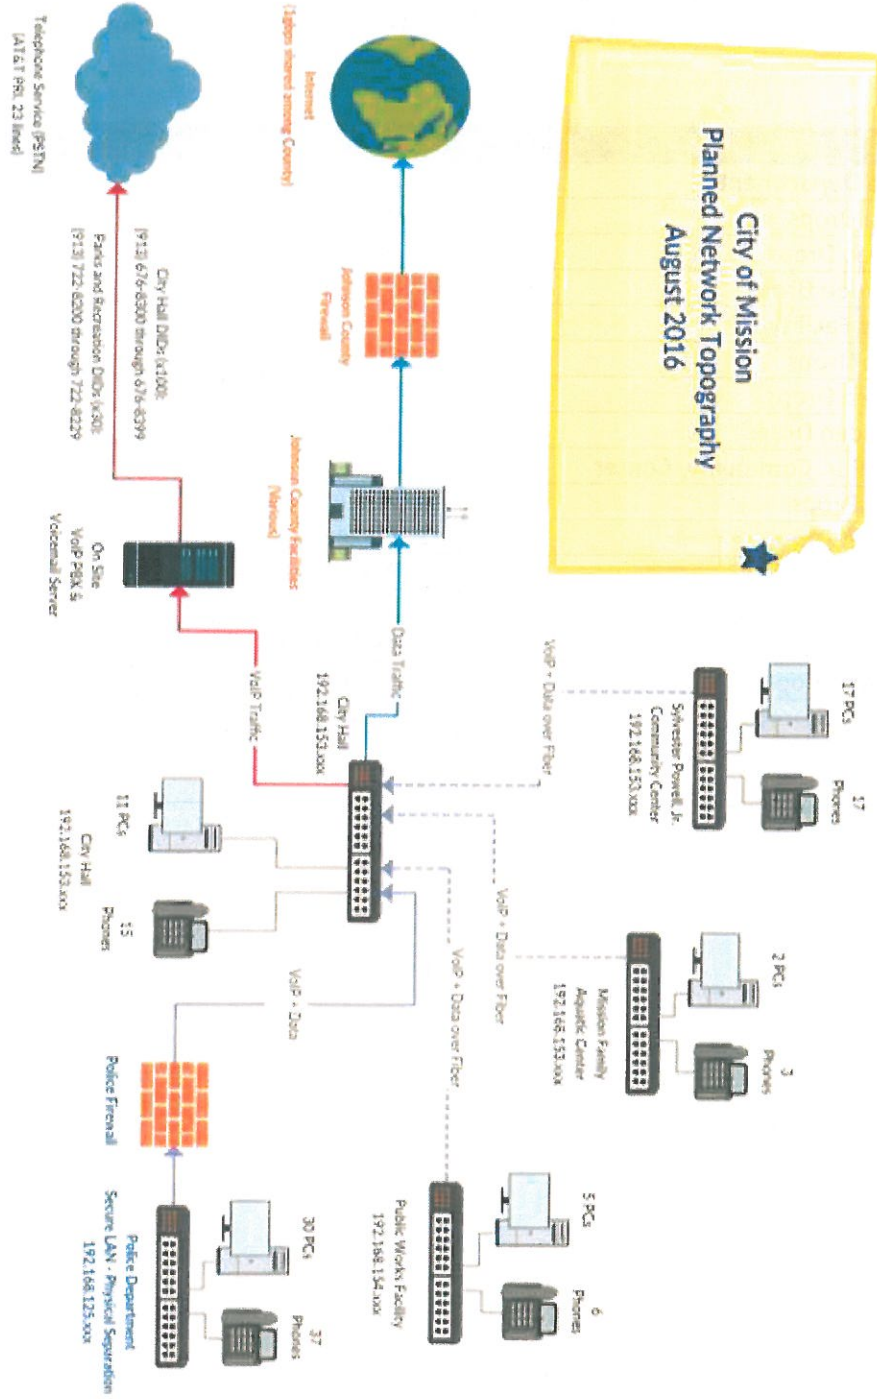 City of Mission
Planned Network Topography
August 2016
Internet
(1gbps shared among County)
Johnson County
Firewall
Johnson County Facilities
(Various)
Data Traffic
Telephone Service (PSTN)
(AT&T PRI, 23 lines)
City Hall DIDs (x100):
(913) 676-8300 through 676-8399
Parks and Recreation DIDs (x30):
(913) 722-8200 through 722-8229
On Site
VoIP PBX &
Voicemail Server
VoIP Traffic
City Hall
192.168.153.xxx
17 PCs
17
Phones
Sylvester Powell, Jr.
Community Center
192.168.153.xxx
VoIP + Data over Fiber
2 PCs
3
Phones
Mission Family
Aquatic Center
192.168.153.xxx
VoIP + Data over Fiber
5 PCs
6
Phones
Public Works Facility
192.168.154.xxx
VoIP + Data over Fiber
11 PCs
15
Phones
City Hall
192.168.153.xxx
VoIP + Data
Police Firewall
30 PCs
37
Phones
Police Department
Secure LAN - Physical Separation
192.168.125.xxx